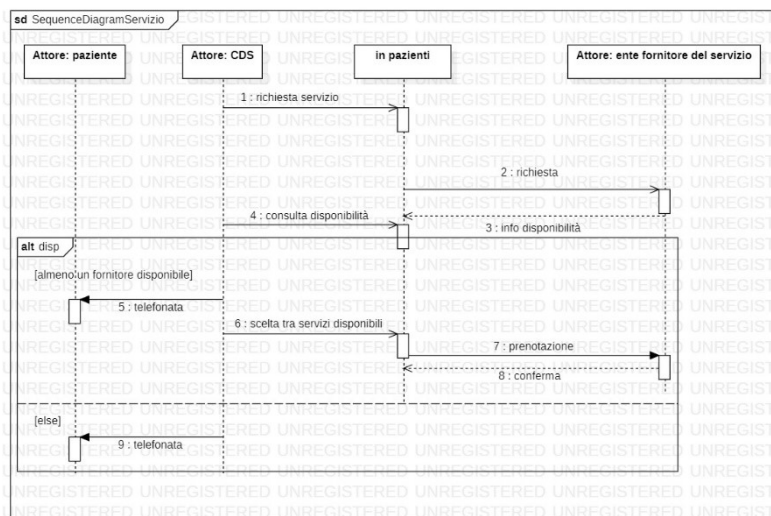 sd SequenceDiagramServizio
Attore: paziente
Attore: CDS
in pazienti
Attore: ente fornitore del servizio
1 : richiesta servizio
2 : richiesta
4 : consulta disponibilità
3 : info disponibilità
alt disp
[almeno un fornitore disponibile]
5 : telefonata
6 : scelta tra servizi disponibili
7 : prenotazione
8 : conferma
[else]
9 : telefonata